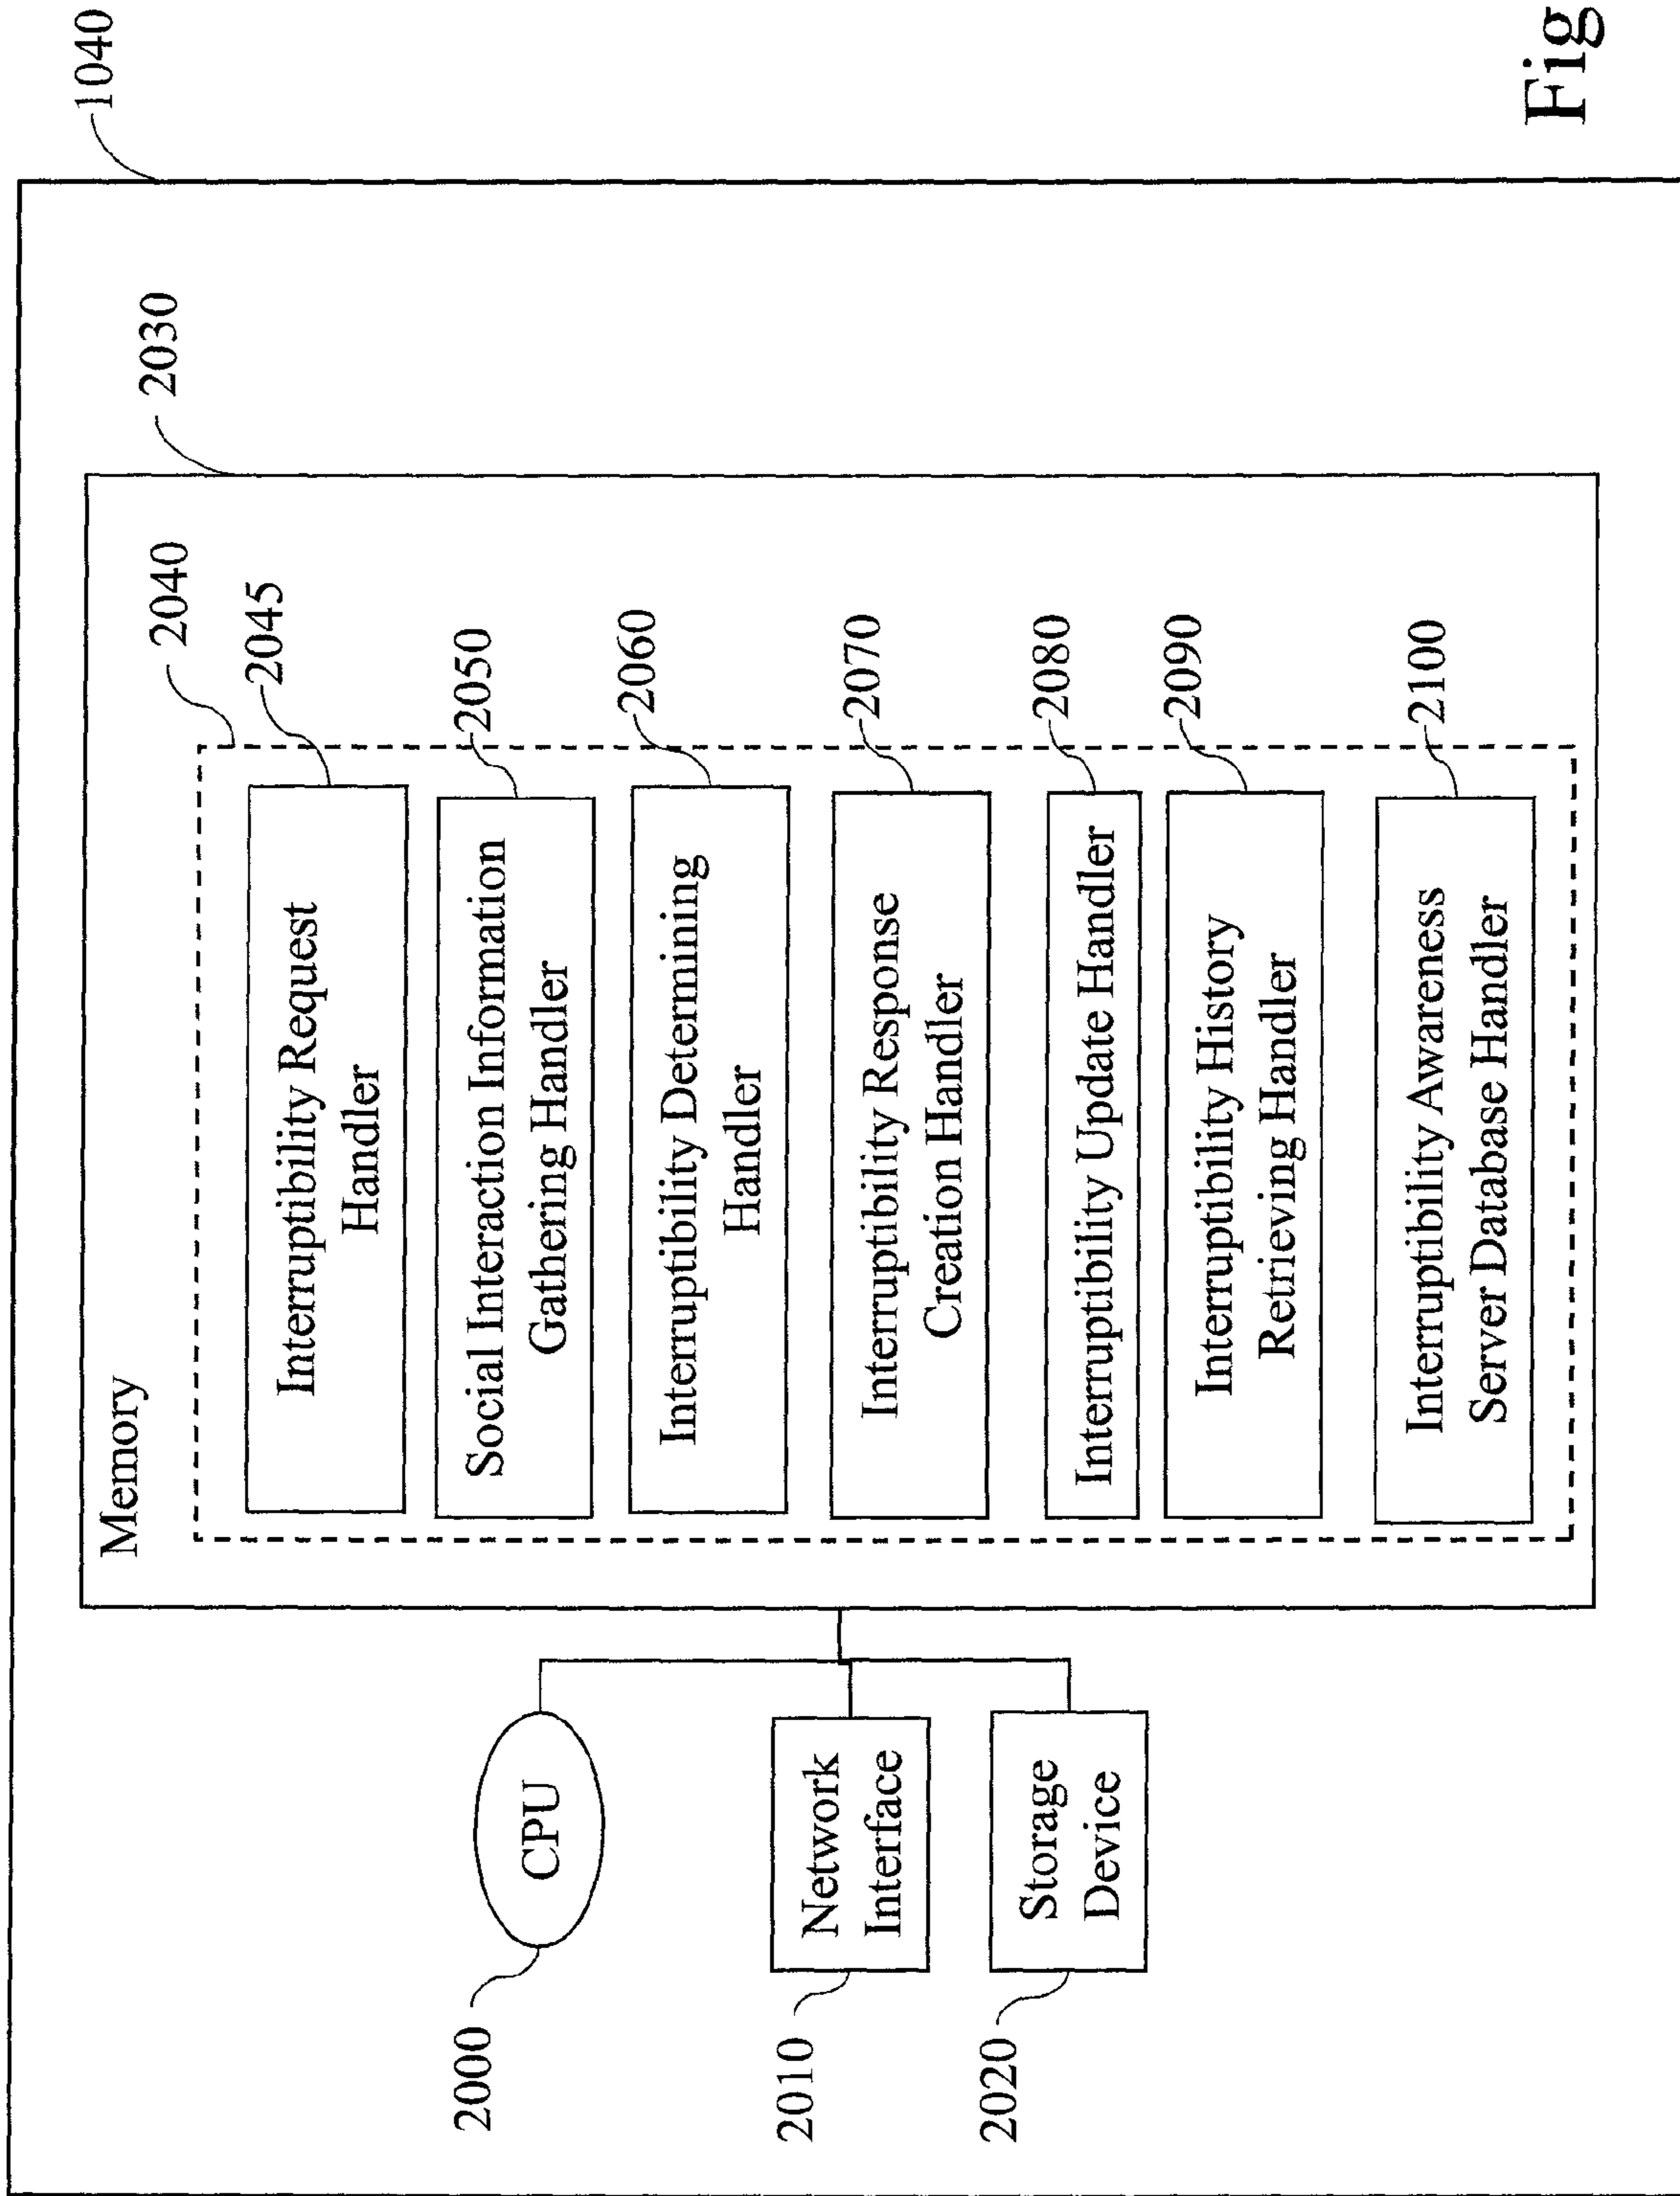 1040
2030
Memory
2040
2045
Interruptibility Request
Handler
2050
Social Interaction Information
Gathering Handler
2060
Interruptibility Determining
Handler
2070
Interruptibility Response
Creation Handler
2080
Interruptibility Update Handler
2090
Interruptibility History
Retrieving Handler
2100
Interruptibility Awareness
Server Database Handler
2000
CPU
2010
Network
Interface
2020
Storage
Device
Fig